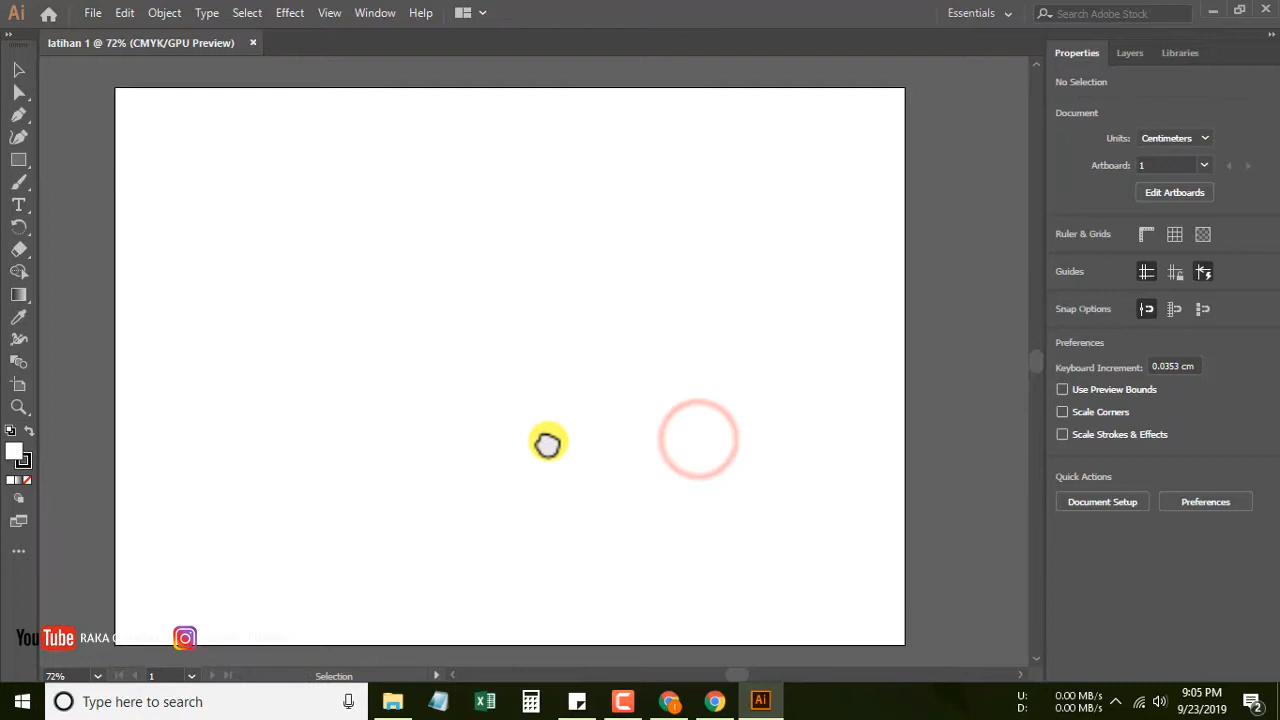 Ai File Edit Object Type Select Effect View Window Help Essentials Search Adobe Stock
latihan 1 @ 72% (CMYK/GPU Preview)
Properties Layers Libraries
No Selection
Document
Units: Centimeters
Artboard: 1
Edit Artboards
Ruler & Grids
Guides
Snap Options
Preferences
Keyboard Increment: 0.0353 cm
Use Preview Bounds
Scale Corners
Scale Strokes & Effects
Quick Actions
Document Setup Preferences
YouTube RAKA
72% 1 Selection
Type here to search
Ai
U: 0.00 MB/s
D: 0.00 MB/s
9:05 PM
9/23/2019
2